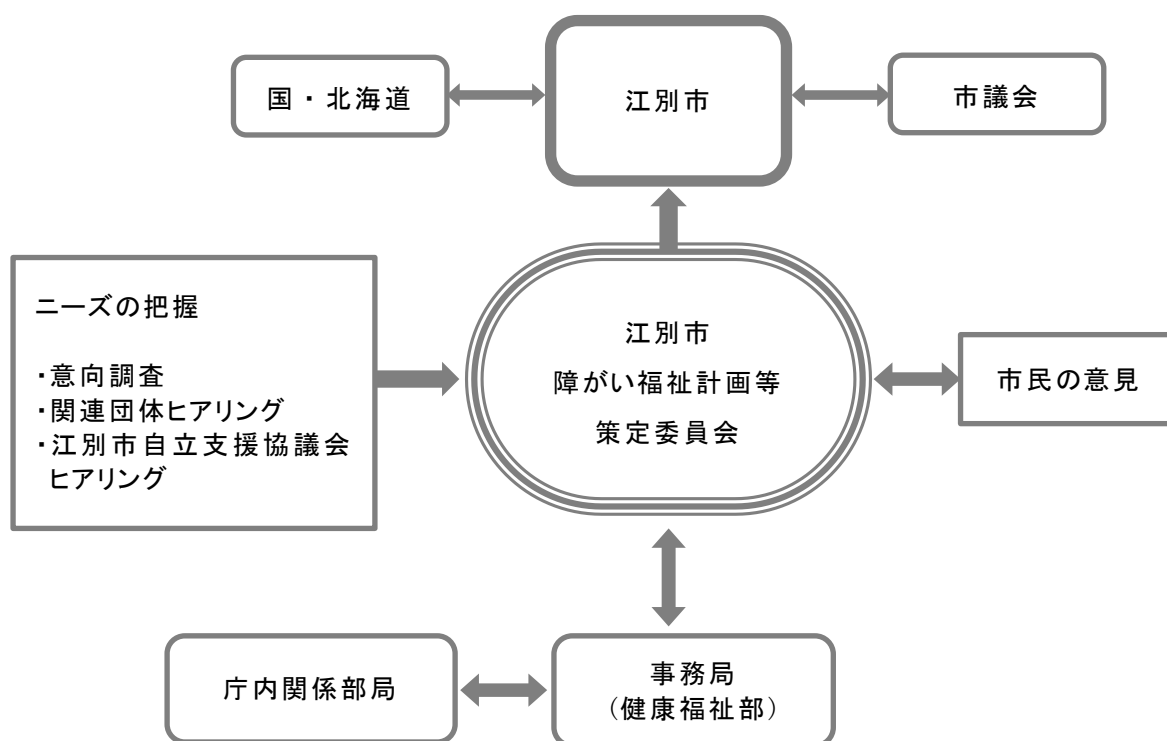 国・北海道
江別市
市議会
ニーズの把握
・意向調査
・関連団体ヒアリング
・江別市自立支援協議会
ヒアリング
江別市
障がい福祉計画等
策定委員会
市民の意見
庁内関係部局
事務局
（健康福祉部）